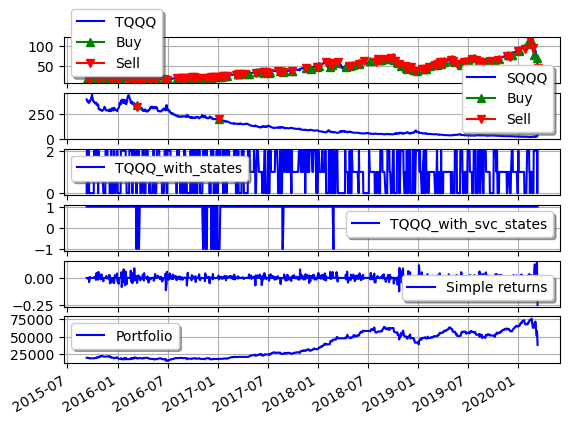 TQQQ
Buy
Sell
100
50
SQQQ
Buy
Sell
250
0
2
TQQQ_with_states
0
1
0
TQQQ_with_svc_states
−1
0.00
Simple returns
−0.25
75000
Portfolio
50000
25000
2015-07 2016-01 2016-07 2017-01 2017-07 2018-01 2018-07 2019-01 2019-07 2020-01